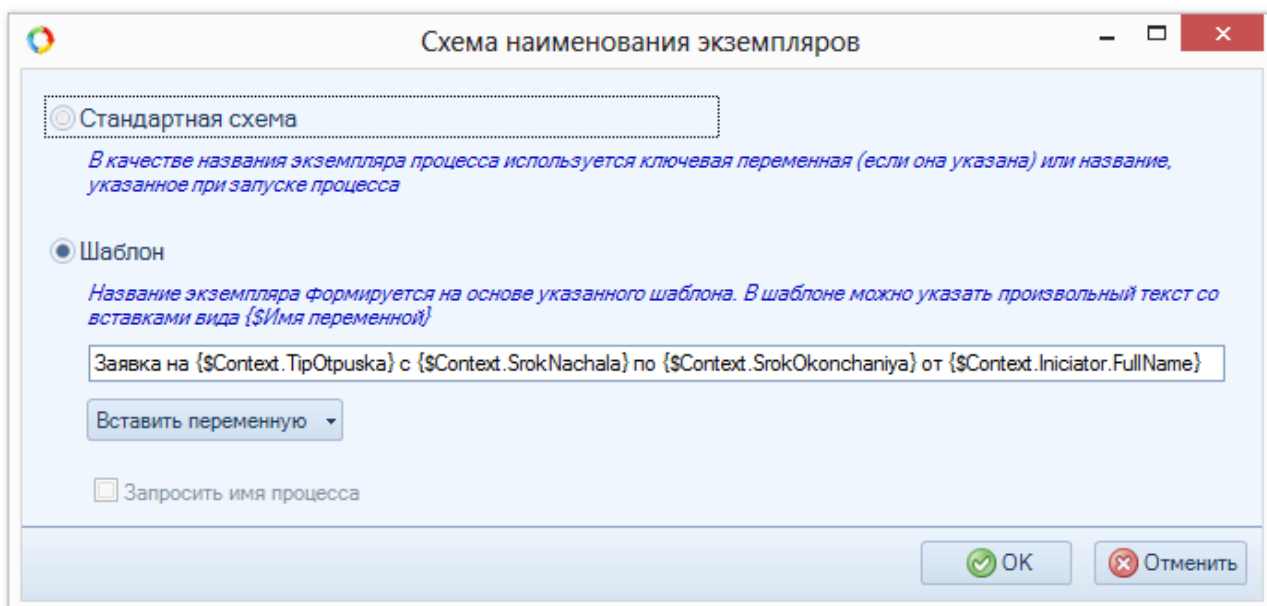 Схема наименования экземпляров
Стандартная схема
В качестве названия экземпляра процесса используется ключевая переменная (если она указана) или название,
указанное при запуске процесса
Шаблон
Название экземпляра формируется на основе указанного шаблона. В шаблоне можно указать произвольный текст со
вставками вида {$Имя переменной}
Заявка на {$Context.TipOtpuska} с {$Context.SrokNachala} по {$Context.SrokOkonchaniya} от {$Context.Iniciator.FullName}
Вставить переменную
Запросить имя процесса
OK
Отменить